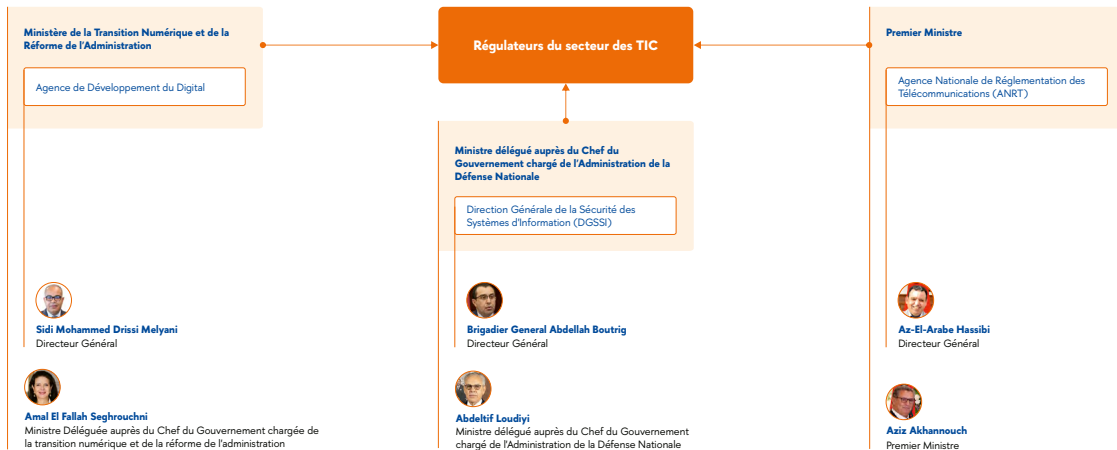 Ministère de la Transition Numérique et de la
Réforme de l'Administration
Agence de Développement du Digital
Régulateurs du secteur des TIC
Premier Ministre
Agence Nationale de Réglementation des
Télécommunications (ANRT)
Ministre délégué auprès du Chef du
Gouvernement chargé de l'Administration de la
Défense Nationale
Direction Générale de la Sécurité des
Systèmes d'Information (DGSSI)
Sidi Mohammed Drissi Melyani
Directeur Général
Brigadier General Abdellah Boutrig
Directeur Général
Az-El-Arabe Hassibi
Directeur Général
Amal El Fallah Seghrouchni
Ministre Déléguée auprès du Chef du Gouvernement chargée de
la transition numérique et de la réforme de l'administration
Abdeltif Loudiyi
Ministre délégué auprès du Chef du Gouvernement
chargé de l'Administration de la Défense Nationale
Aziz Akhannouch
Premier Ministre